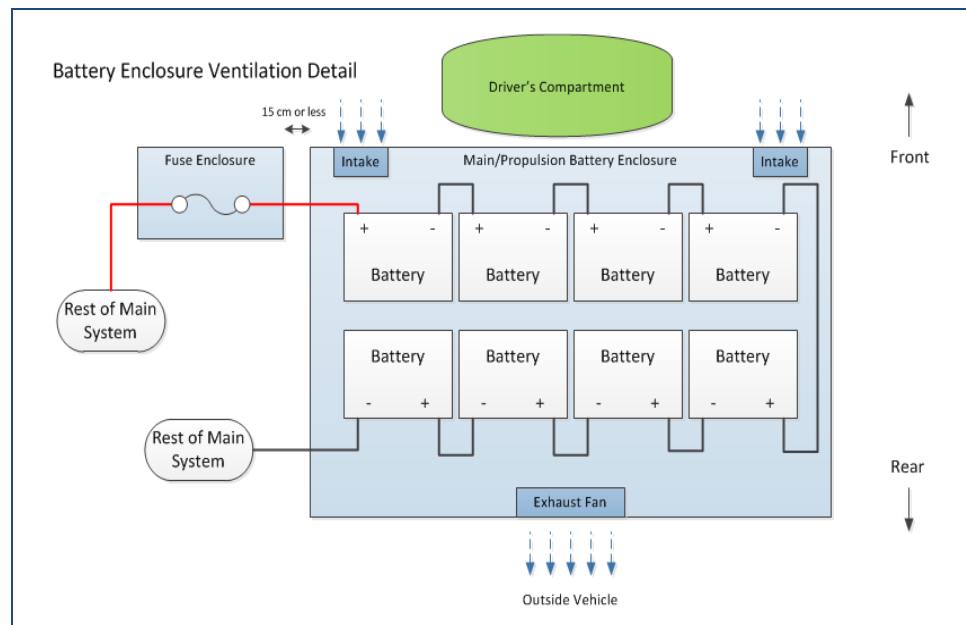 Battery Enclosure Ventilation Detail
Driver's Compartment
15 cm or less
Front
Fuse Enclosure
Intake
Main/Propulsion Battery Enclosure
Intake
+ - + - + - + -
Battery Battery Battery Battery
Rest of Main
System
Battery Battery Battery Battery
- + - + - + - +
Rest of Main
System
Rear
Exhaust Fan
Outside Vehicle